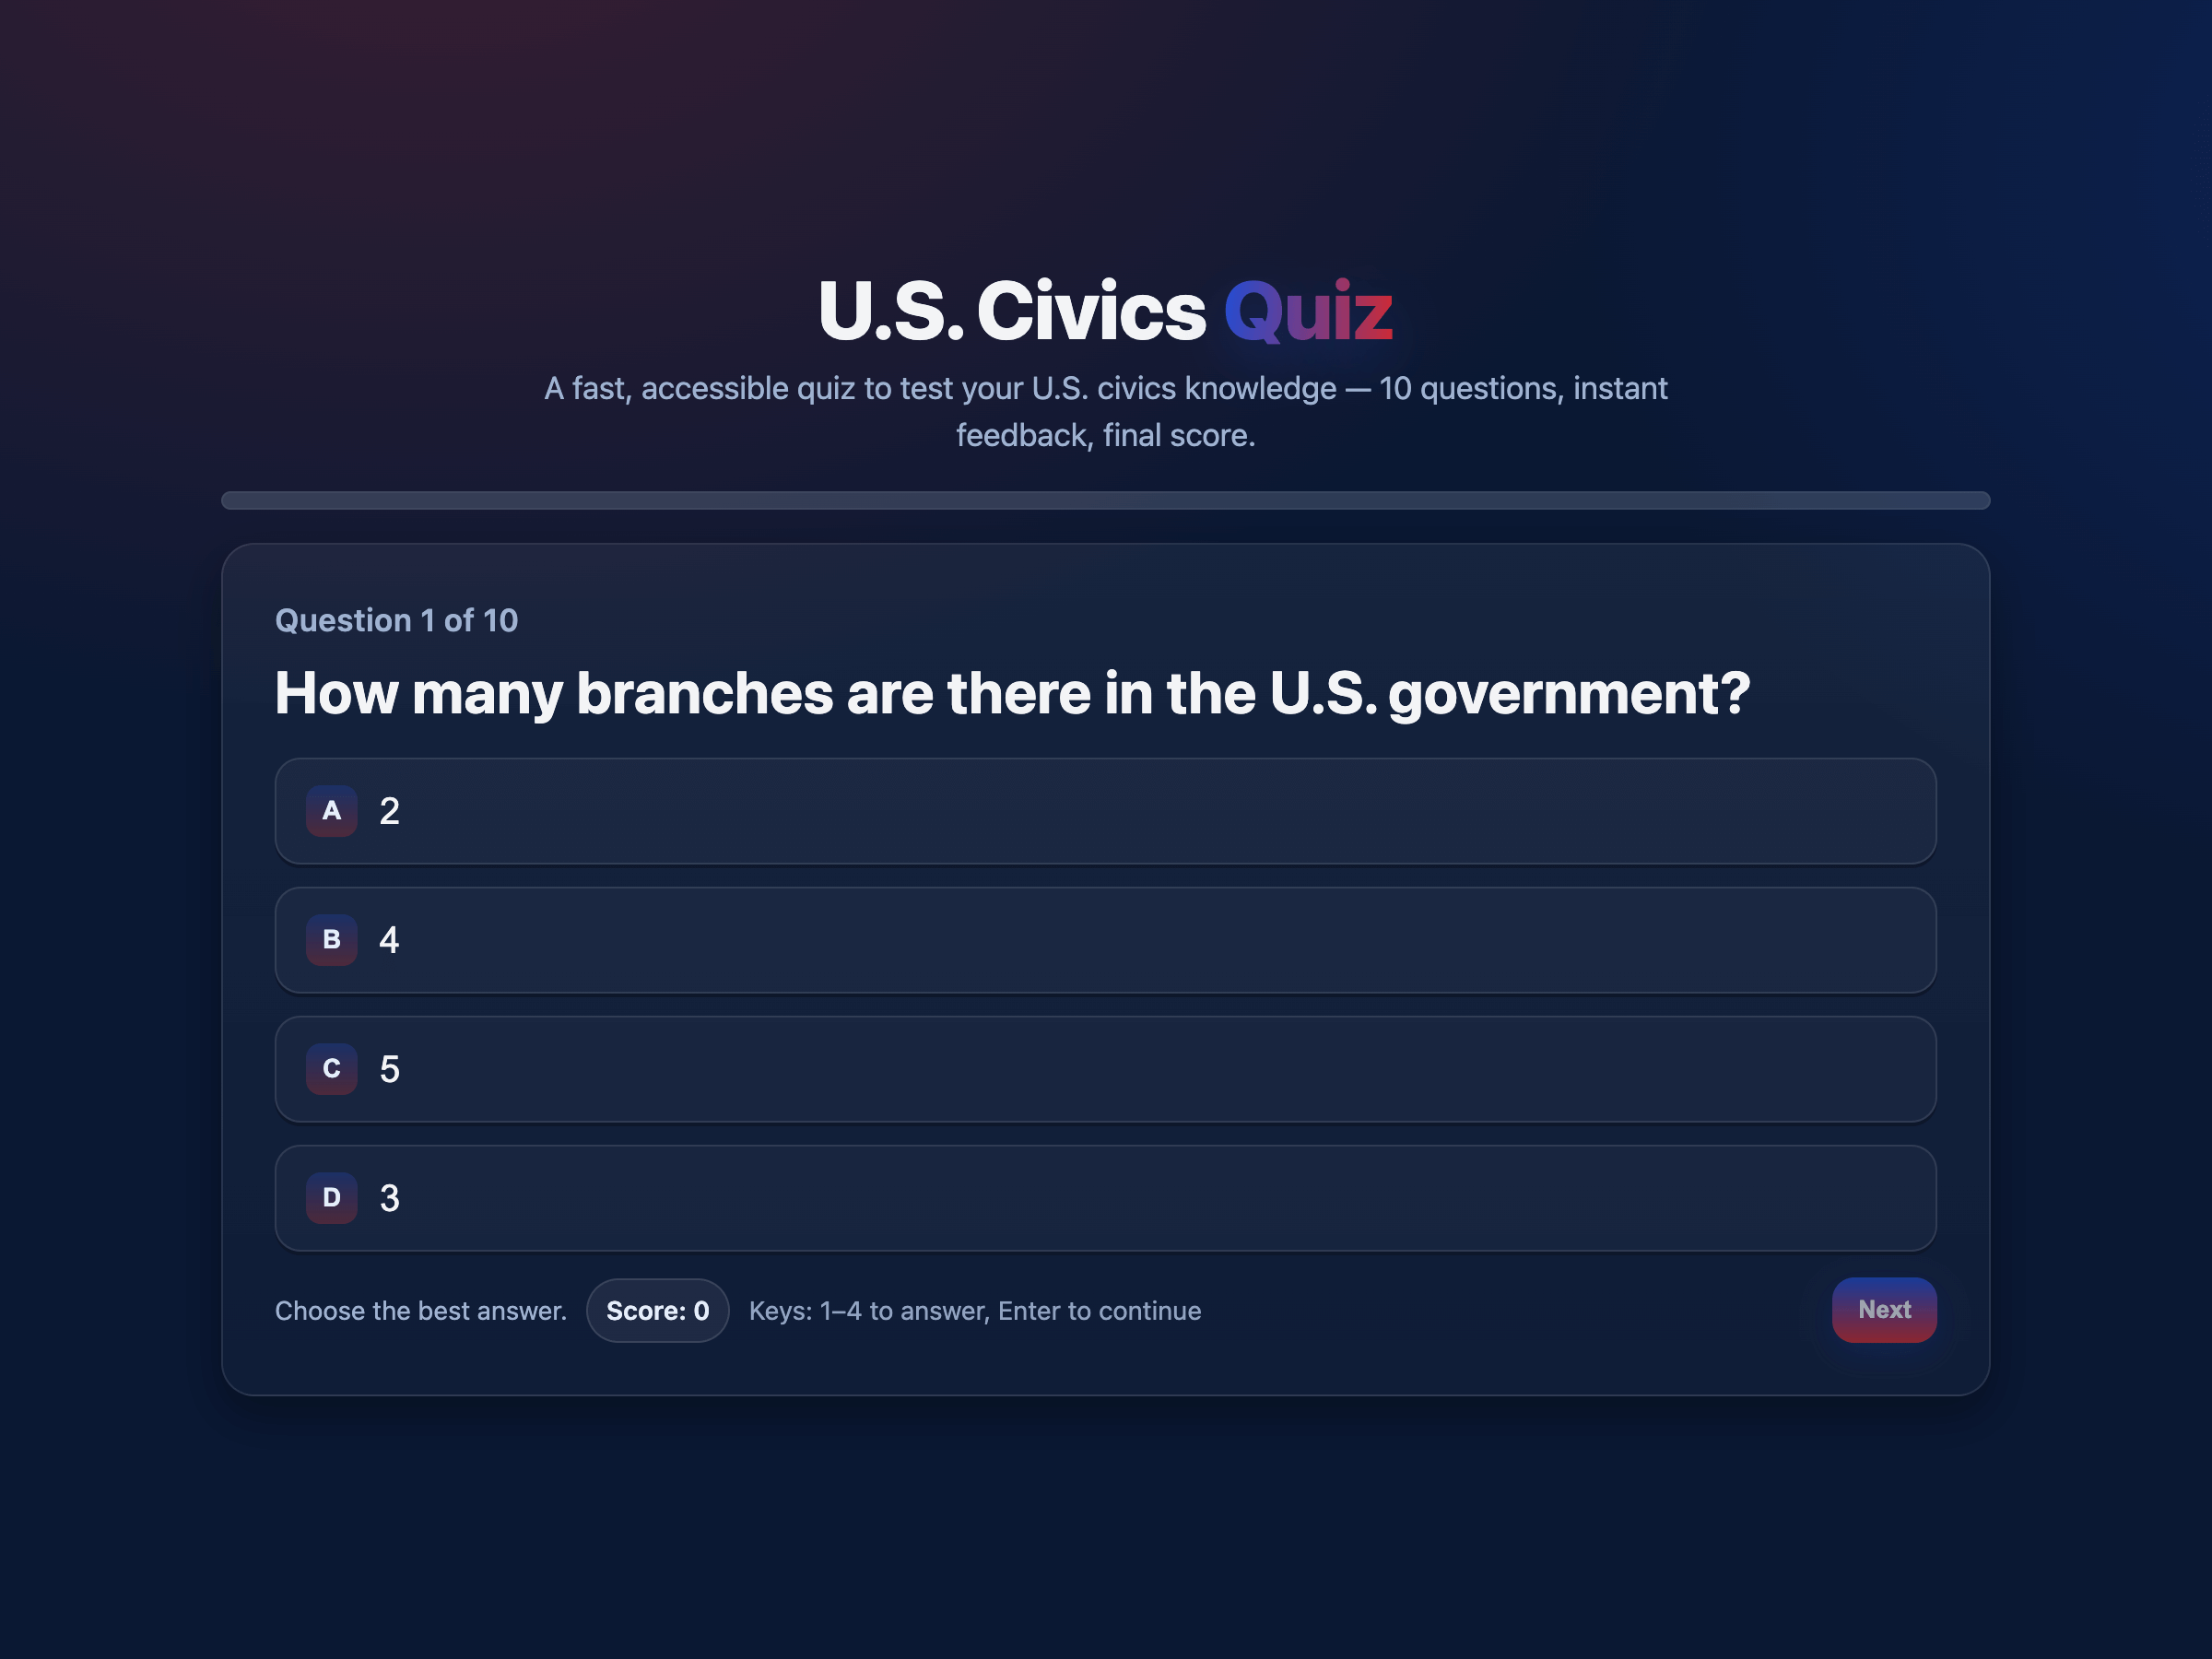 U.S. Civics Quiz
A fast, accessible quiz to test your U.S. civics knowledge — 10 questions, instant
feedback, final score.
Question 1 of 10
How many branches are there in the U.S. government?
A 2
B 4
C 5
D 3
Choose the best answer. Score: 0 Keys: 1–4 to answer, Enter to continue Next